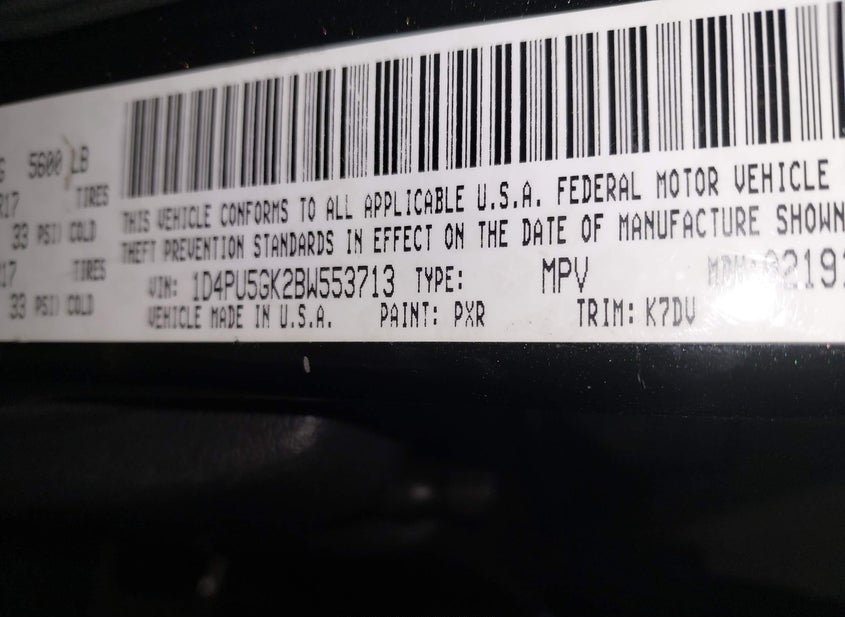 5600 LB
TIRES
33 PSI) COLD
TIRES
33 PSI) COLD
THIS VEHICLE CONFORMS TO ALL APPLICABLE U.S.A. FEDERAL MOTOR VEHICLE
THEFT PREVENTION STANDARDS IN EFFECT ON THE DATE OF MANUFACTURE SHOWN
VIN: 1D4PU5GK2BW553713 TYPE: MPV
VEHICLE MADE IN U.S.A. PAINT: PXR TRIM: K7DV